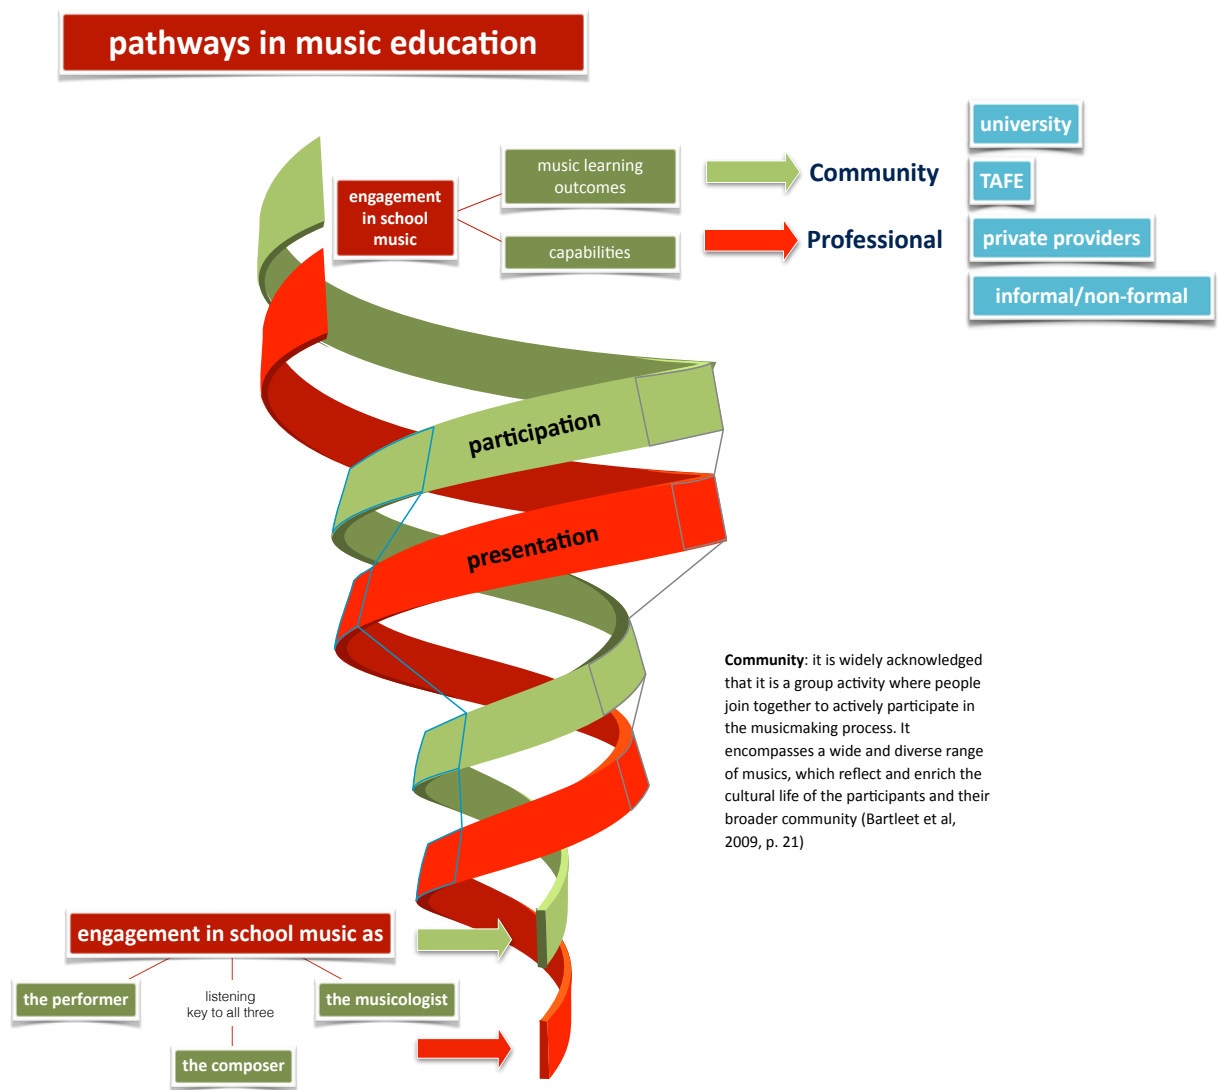 pathways in music education
university
music learning
outcomes
Community
TAFE
engagement
in school
music
Professional
private providers
capabilities
informal/non-formal
participation
presentation
Community: it is widely acknowledged
that it is a group activity where people
join together to actively participate in
the musicmaking process. It
encompasses a wide and diverse range
of musics, which reflect and enrich the
cultural life of the participants and their
broader community (Bartleet et al,
2009, p. 21)
engagement in school music as
the performer
listening
key to all three
the musicologist
the composer